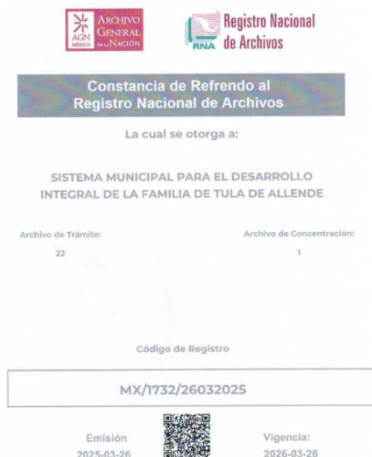 AGN
MÉXICO
ARCHIVO
GENERAL
DE LA NACIÓN
RNA
Registro Nacional
de Archivos
Constancia de Refrendo al
Registro Nacional de Archivos
La cual se otorga a:
SISTEMA MUNICIPAL PARA EL DESARROLLO
INTEGRAL DE LA FAMILIA DE TULA DE ALLENDE
Archivo de Trámite: Archivo de Concentración:
22 1
Código de Registro
MX/1732/26032025
Emisión Vigencia:
2025-03-26 2026-03-26